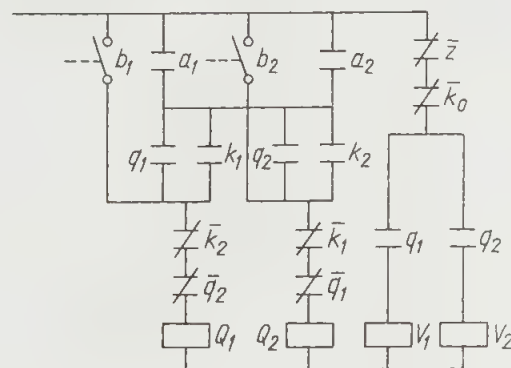 b₁ a₁ b₂ a₂ z̄
k̄₀
q₁ k₁ q₂ k₂
k̄₂ k̄₁ q₁ q₂
q̄₂ q̄₁
Q₁ Q₂ V₁ V₂